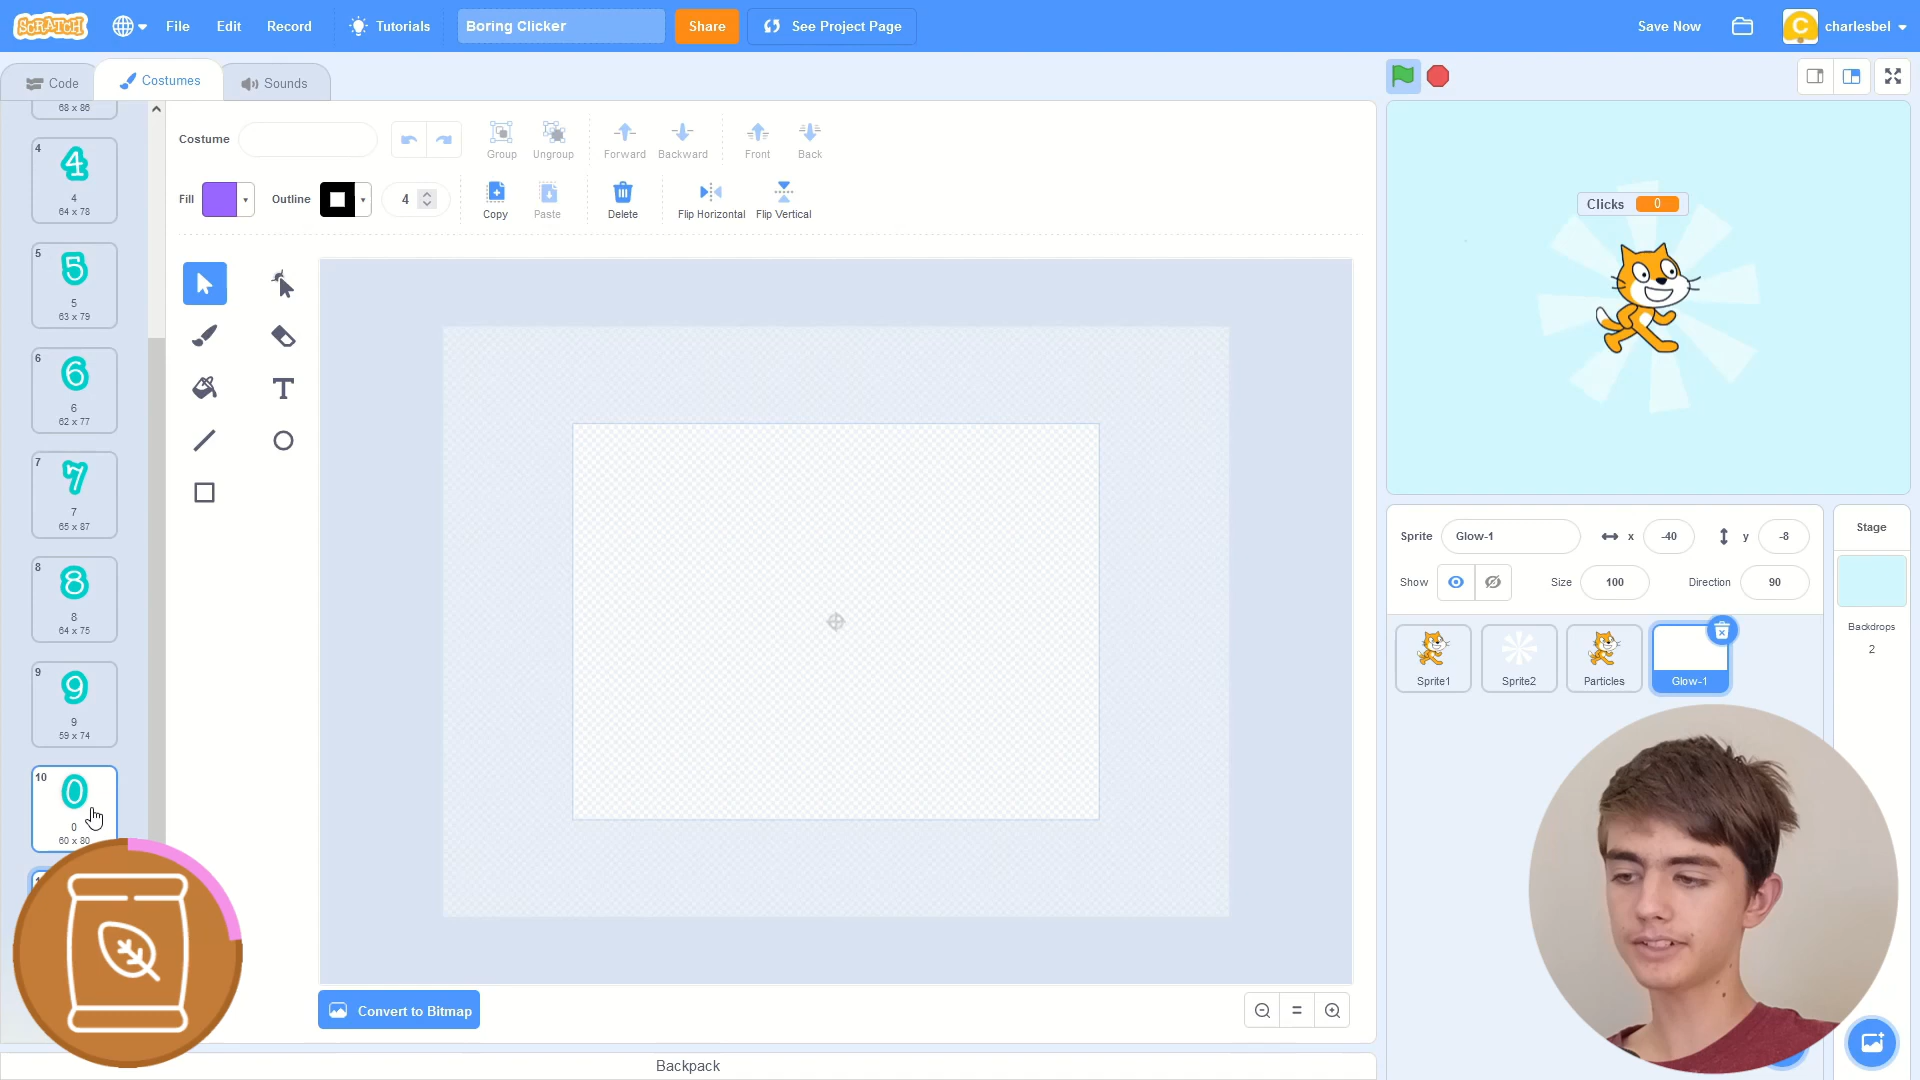 SCRATCH
File
Edit
Record
Tutorials
Boring Clicker
Share
See Project Page
Save Now
C
charlesbel
Code
Costumes
Sounds
68 x 86
4
4
4
64 x 78
5
5
5
63 x 79
6
6
6
62 x 77
7
7
7
65 x 87
8
8
8
64 x 75
9
9
9
59 x 74
10
0
0
60 x 80
Costume
Group
Ungroup
Forward
Backward
Front
Back
Fill
Outline
4
Copy
Paste
Delete
Flip Horizontal
Flip Vertical
T
Convert to Bitmap
Backpack
Clicks 0
Sprite
Glow-1
x
-40
y
-8
Show
Size
100
Direction
90
Sprite1
Sprite2
Particles
Glow-1
Stage
Backdrops
2